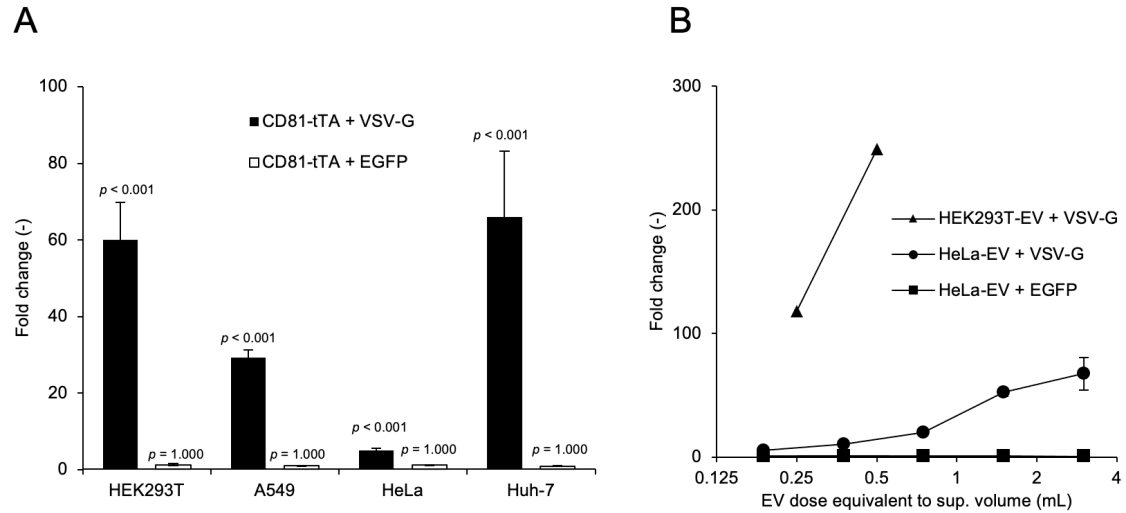 A
Fold change (-)
100
80
60
40
20
0
CD81-tTA + VSV-G
CD81-tTA + EGFP
p < 0.001
p = 1.000
p < 0.001
p = 1.000
p < 0.001
p = 1.000
p < 0.001
p = 1.000
HEK293T
A549
HeLa
Huh-7
B
Fold change (-)
300
200
100
0
HEK293T-EV + VSV-G
HeLa-EV + VSV-G
HeLa-EV + EGFP
0.125
0.25
0.5
1
2
4
EV dose equivalent to sup. volume (mL)